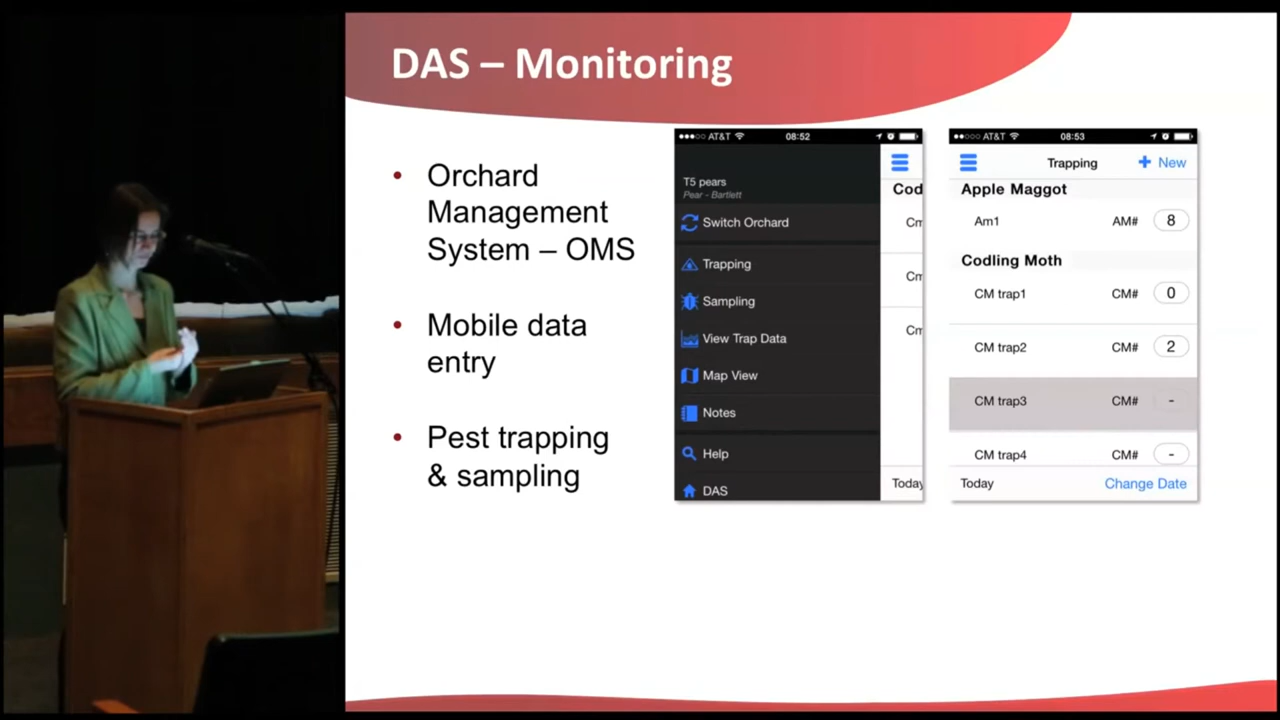 DAS – Monitoring
• Orchard
Management
System – OMS
• Mobile data
entry
• Pest trapping
& sampling
AT&T 08:52
T5 pears
Pear - Bartlett
Switch Orchard
Trapping
Sampling
View Trap Data
Map View
Notes
Help
DAS
Cod
Cm
Cm
Cm
Today
AT&T 08:53
Trapping + New
Apple Maggot
Am1 AM# 8
Codling Moth
CM trap1 CM# 0
CM trap2 CM# 2
CM trap3 CM# -
CM trap4 CM# -
Today Change Date